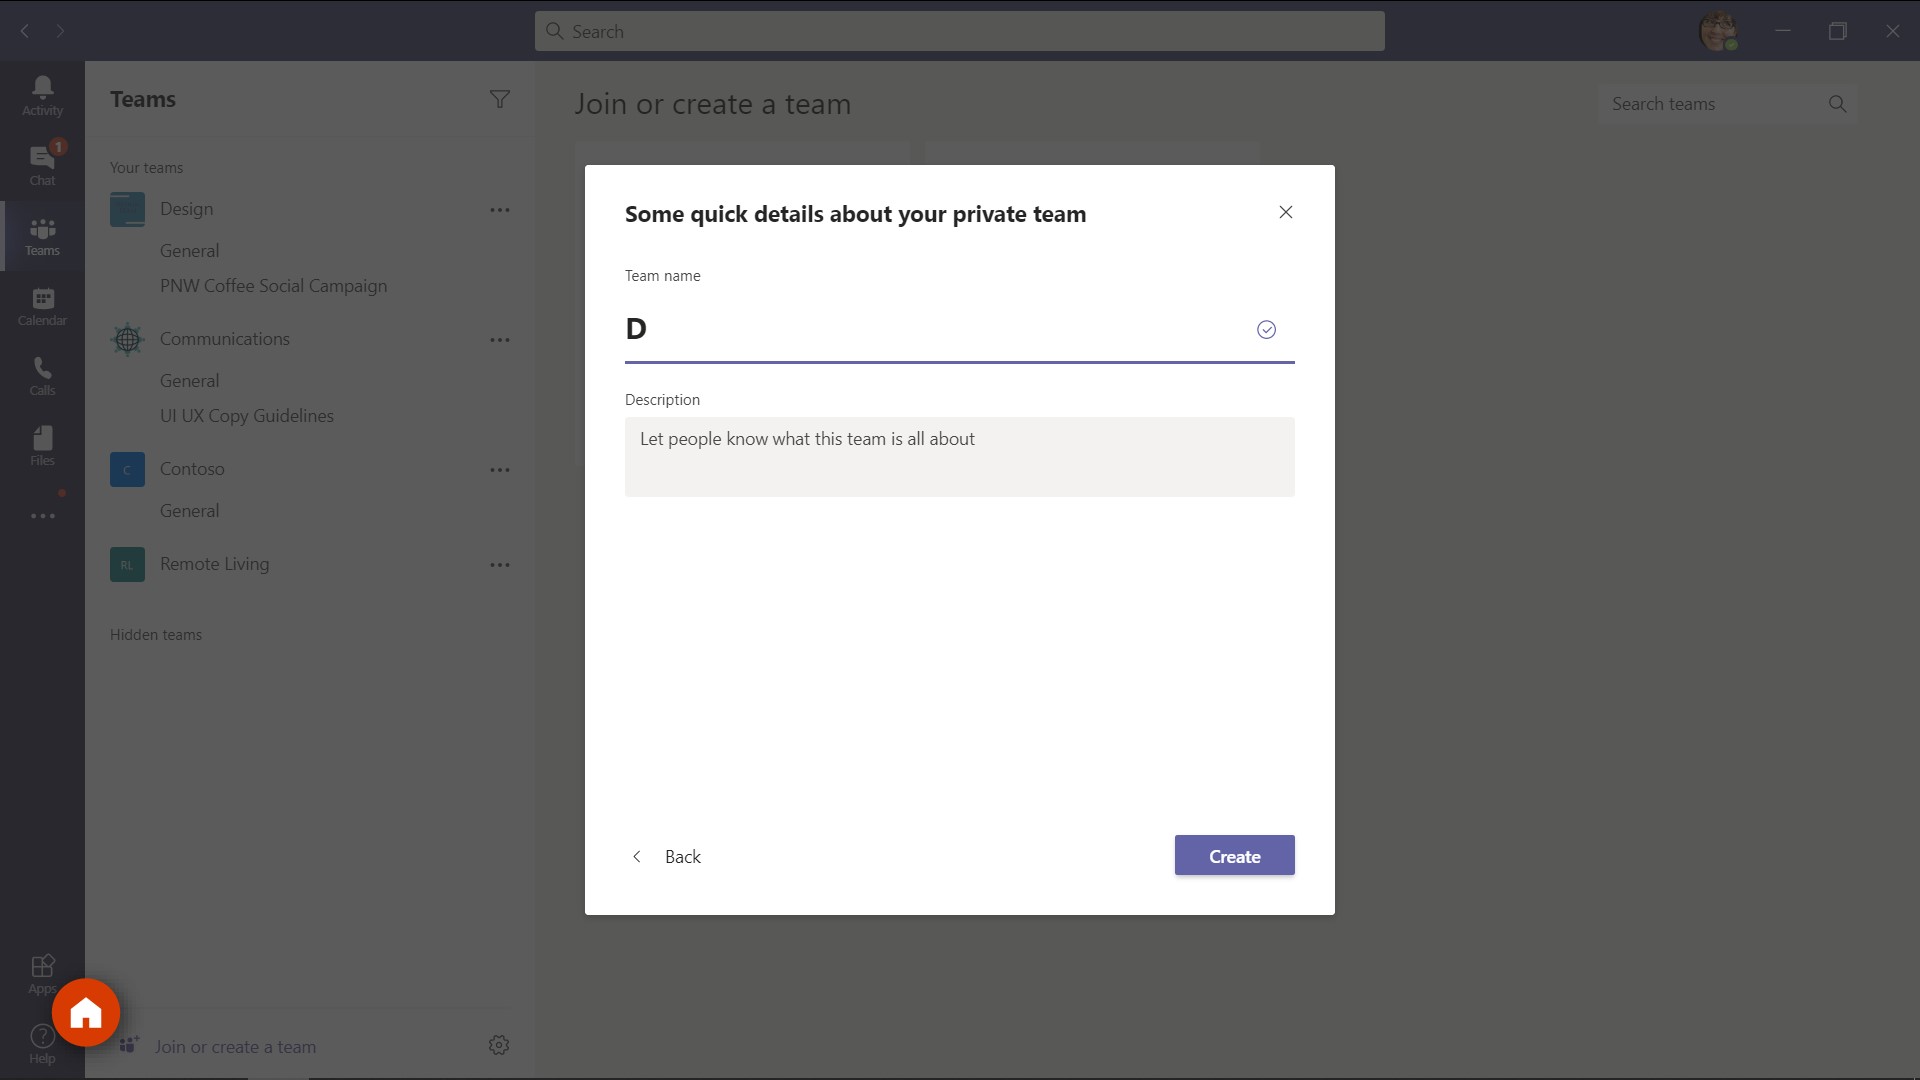 Search
Activity
1
Chat
Teams
Calendar
Calls
Files
Apps
Help
Teams
Your teams
Design
General
PNW Coffee Social Campaign
Communications
General
UI UX Copy Guidelines
C
Contoso
General
RL
Remote Living
Hidden teams
Join or create a team
Join or create a team
Search teams
Some quick details about your private team
Team name
D
Description
Let people know what this team is all about
Back
Create